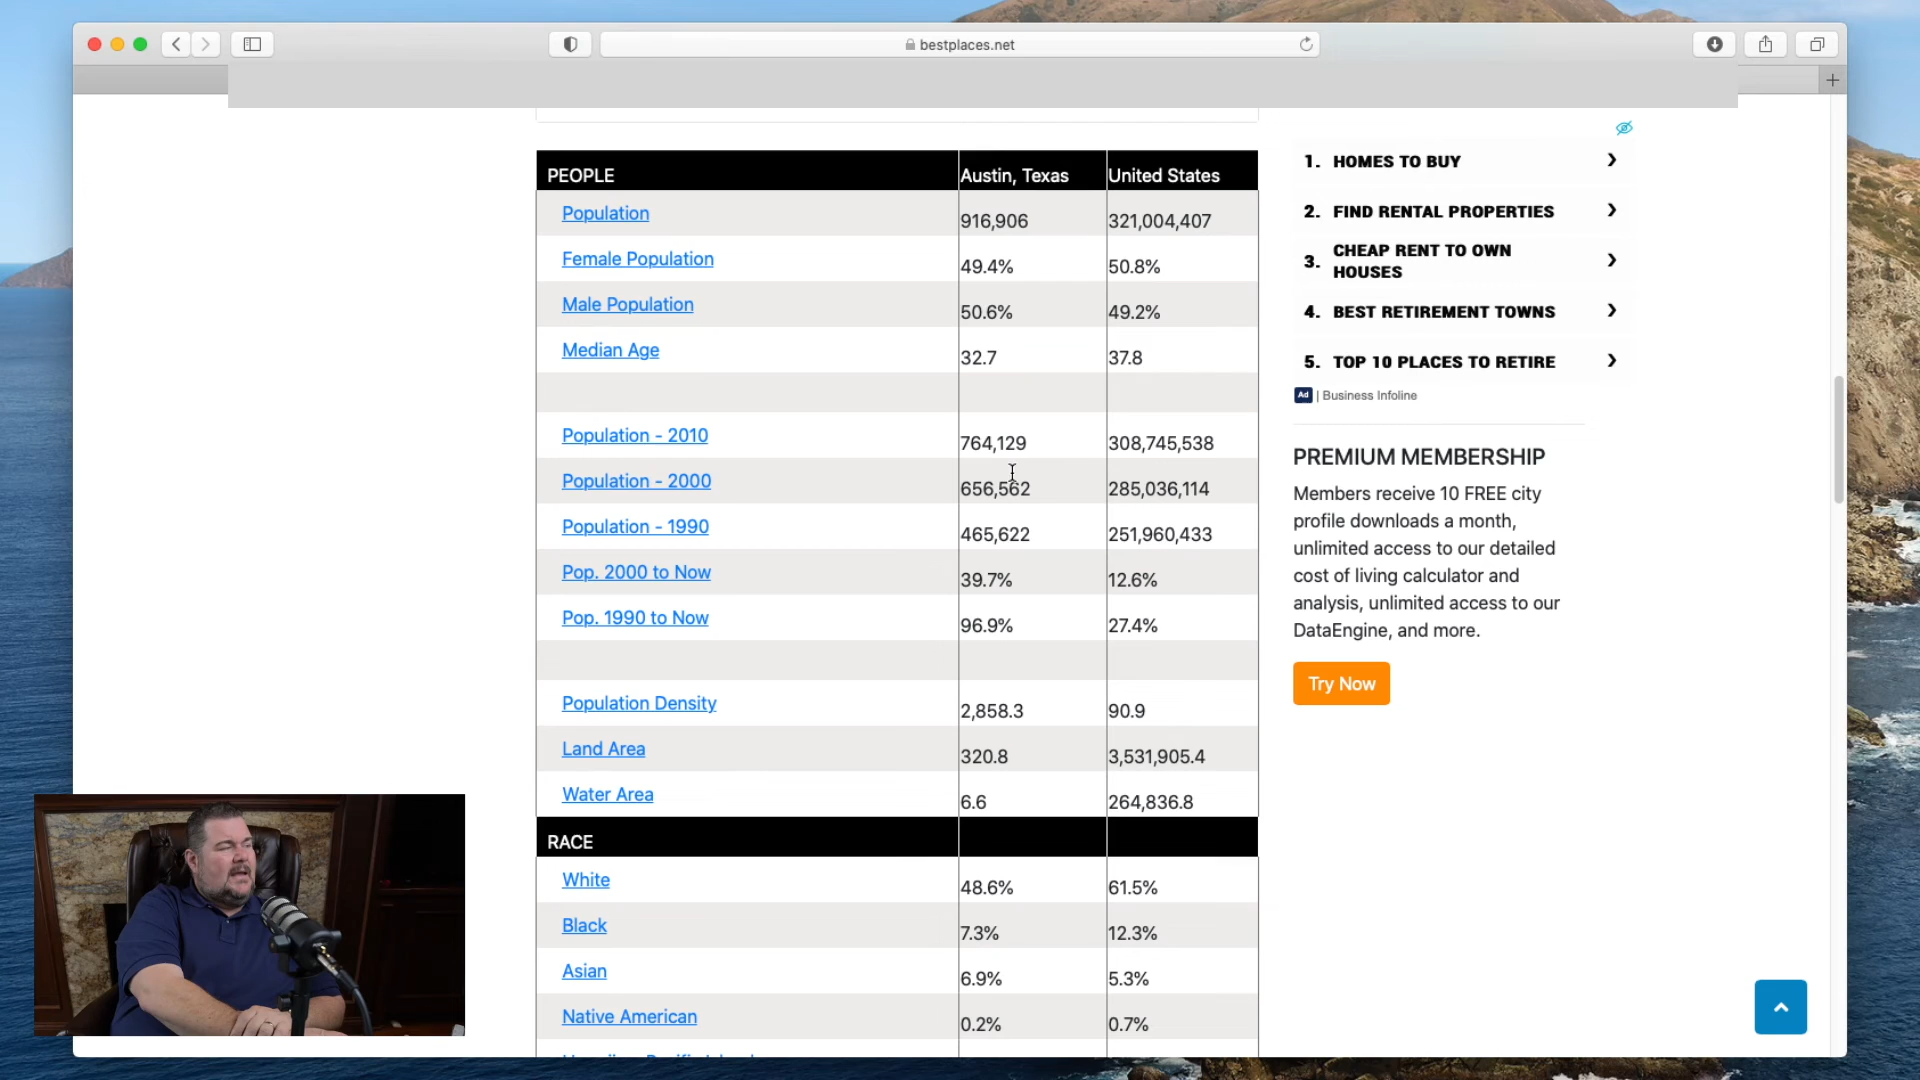 bestplaces.net
PEOPLE Austin, Texas United States
Population 916,906 321,004,407
Female Population 49.4% 50.8%
Male Population 50.6% 49.2%
Median Age 32.7 37.8
Population - 2010 764,129 308,745,538
Population - 2000 656,562 285,036,114
Population - 1990 465,622 251,960,433
Pop. 2000 to Now 39.7% 12.6%
Pop. 1990 to Now 96.9% 27.4%
Population Density 2,858.3 90.9
Land Area 320.8 3,531,905.4
Water Area 6.6 264,836.8
RACE
White 48.6% 61.5%
Black 7.3% 12.3%
Asian 6.9% 5.3%
Native American 0.2% 0.7%
1. HOMES TO BUY
2. FIND RENTAL PROPERTIES
3. CHEAP RENT TO OWN
HOUSES
4. BEST RETIREMENT TOWNS
5. TOP 10 PLACES TO RETIRE
Ad | Business Infoline
PREMIUM MEMBERSHIP
Members receive 10 FREE city
profile downloads a month,
unlimited access to our detailed
cost of living calculator and
analysis, unlimited access to our
DataEngine, and more.
Try Now